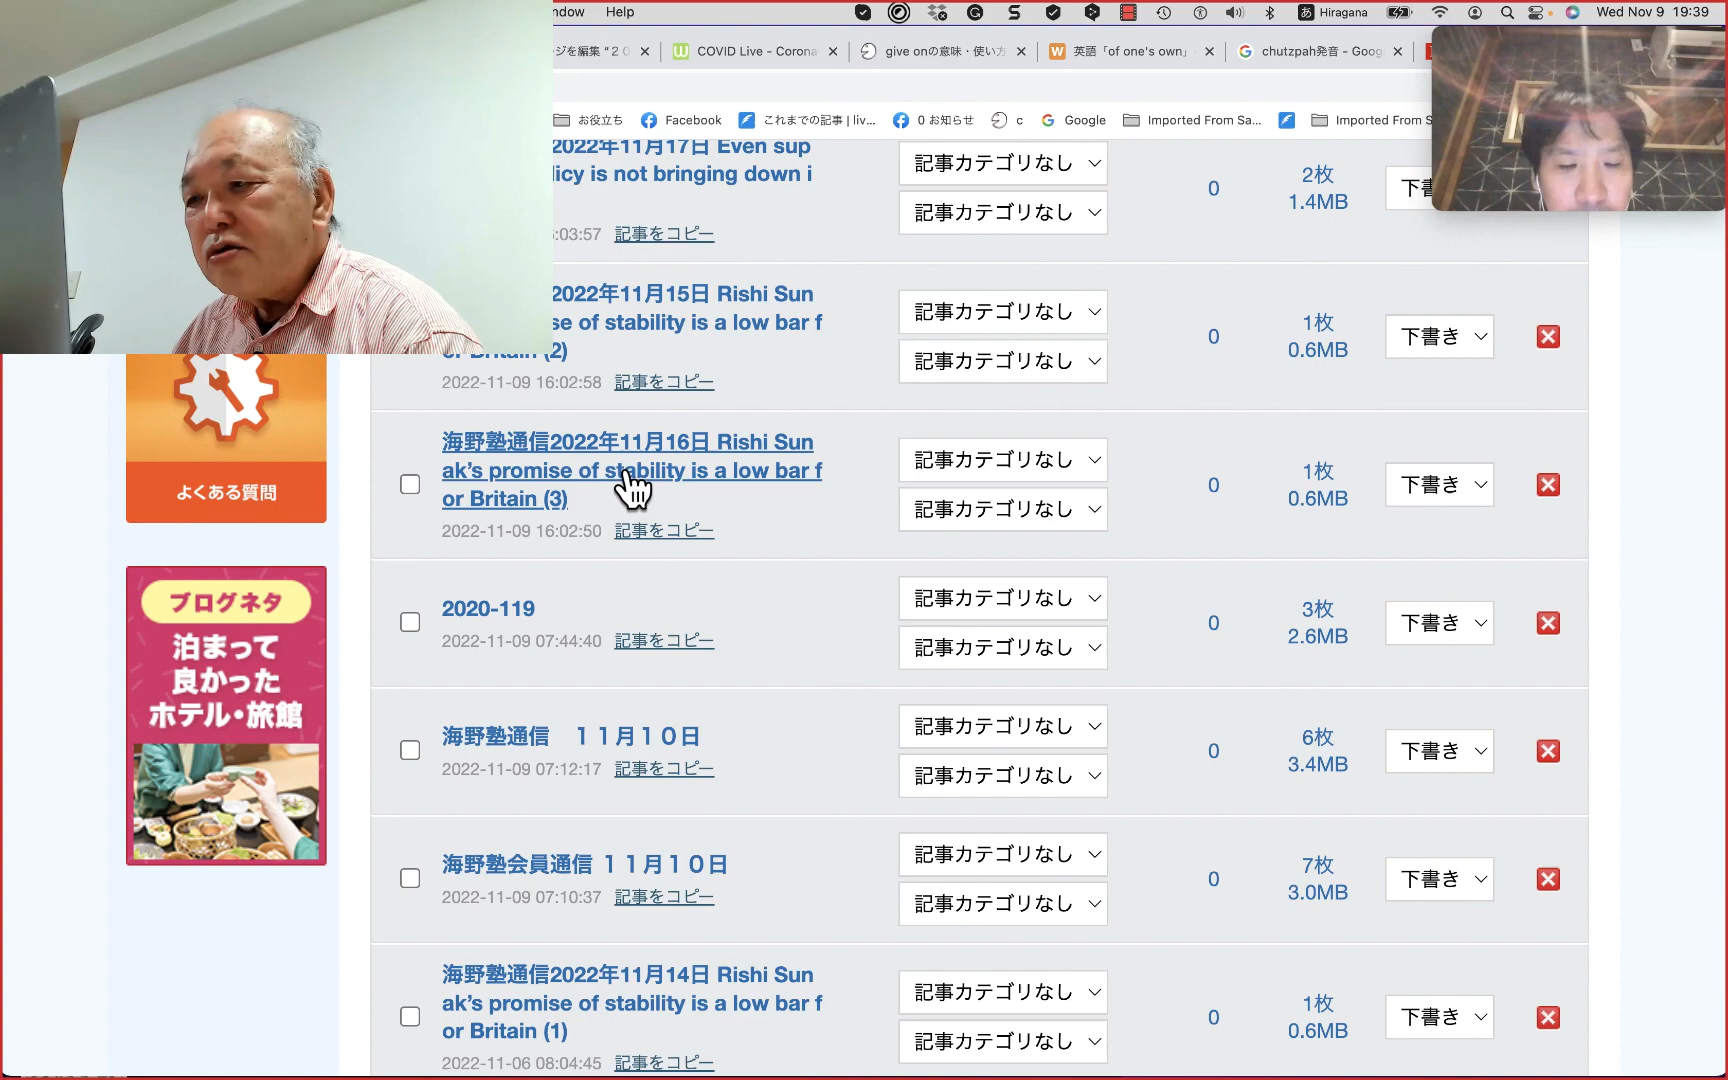 ndow Help
Hiragana Wed Nov 9 19:39
ジを編集 "２０ COVID Live - Corona give onの意味・使い方 英語「of one's own」 chutzpah発音 - Goog
お役立ち Facebook これまでの記事 | liv... 0 お知らせ c Google Imported From Sa... Imported From S
2022年11月17日 Even sup
licy is not bringing down i
:03:57 記事をコピー
記事カテゴリなし
記事カテゴリなし
0
2枚
1.4MB
下書
2022年11月15日 Rishi Sun
se of stability is a low bar f
or Britain (2)
2022-11-09 16:02:58 記事をコピー
記事カテゴリなし
記事カテゴリなし
0
1枚
0.6MB
下書き
海野塾通信2022年11月16日 Rishi Sun
ak's promise of stability is a low bar f
or Britain (3)
2022-11-09 16:02:50 記事をコピー
記事カテゴリなし
記事カテゴリなし
0
1枚
0.6MB
下書き
2020-119
2022-11-09 07:44:40 記事をコピー
記事カテゴリなし
記事カテゴリなし
0
3枚
2.6MB
下書き
海野塾通信　１１月１０日
2022-11-09 07:12:17 記事をコピー
記事カテゴリなし
記事カテゴリなし
0
6枚
3.4MB
下書き
海野塾会員通信 １１月１０日
2022-11-09 07:10:37 記事をコピー
記事カテゴリなし
記事カテゴリなし
0
7枚
3.0MB
下書き
海野塾通信2022年11月14日 Rishi Sun
ak's promise of stability is a low bar f
or Britain (1)
2022-11-06 08:04:45 記事をコピー
記事カテゴリなし
記事カテゴリなし
0
1枚
0.6MB
下書き
よくある質問
ブログネタ
泊まって
良かった
ホテル・旅館